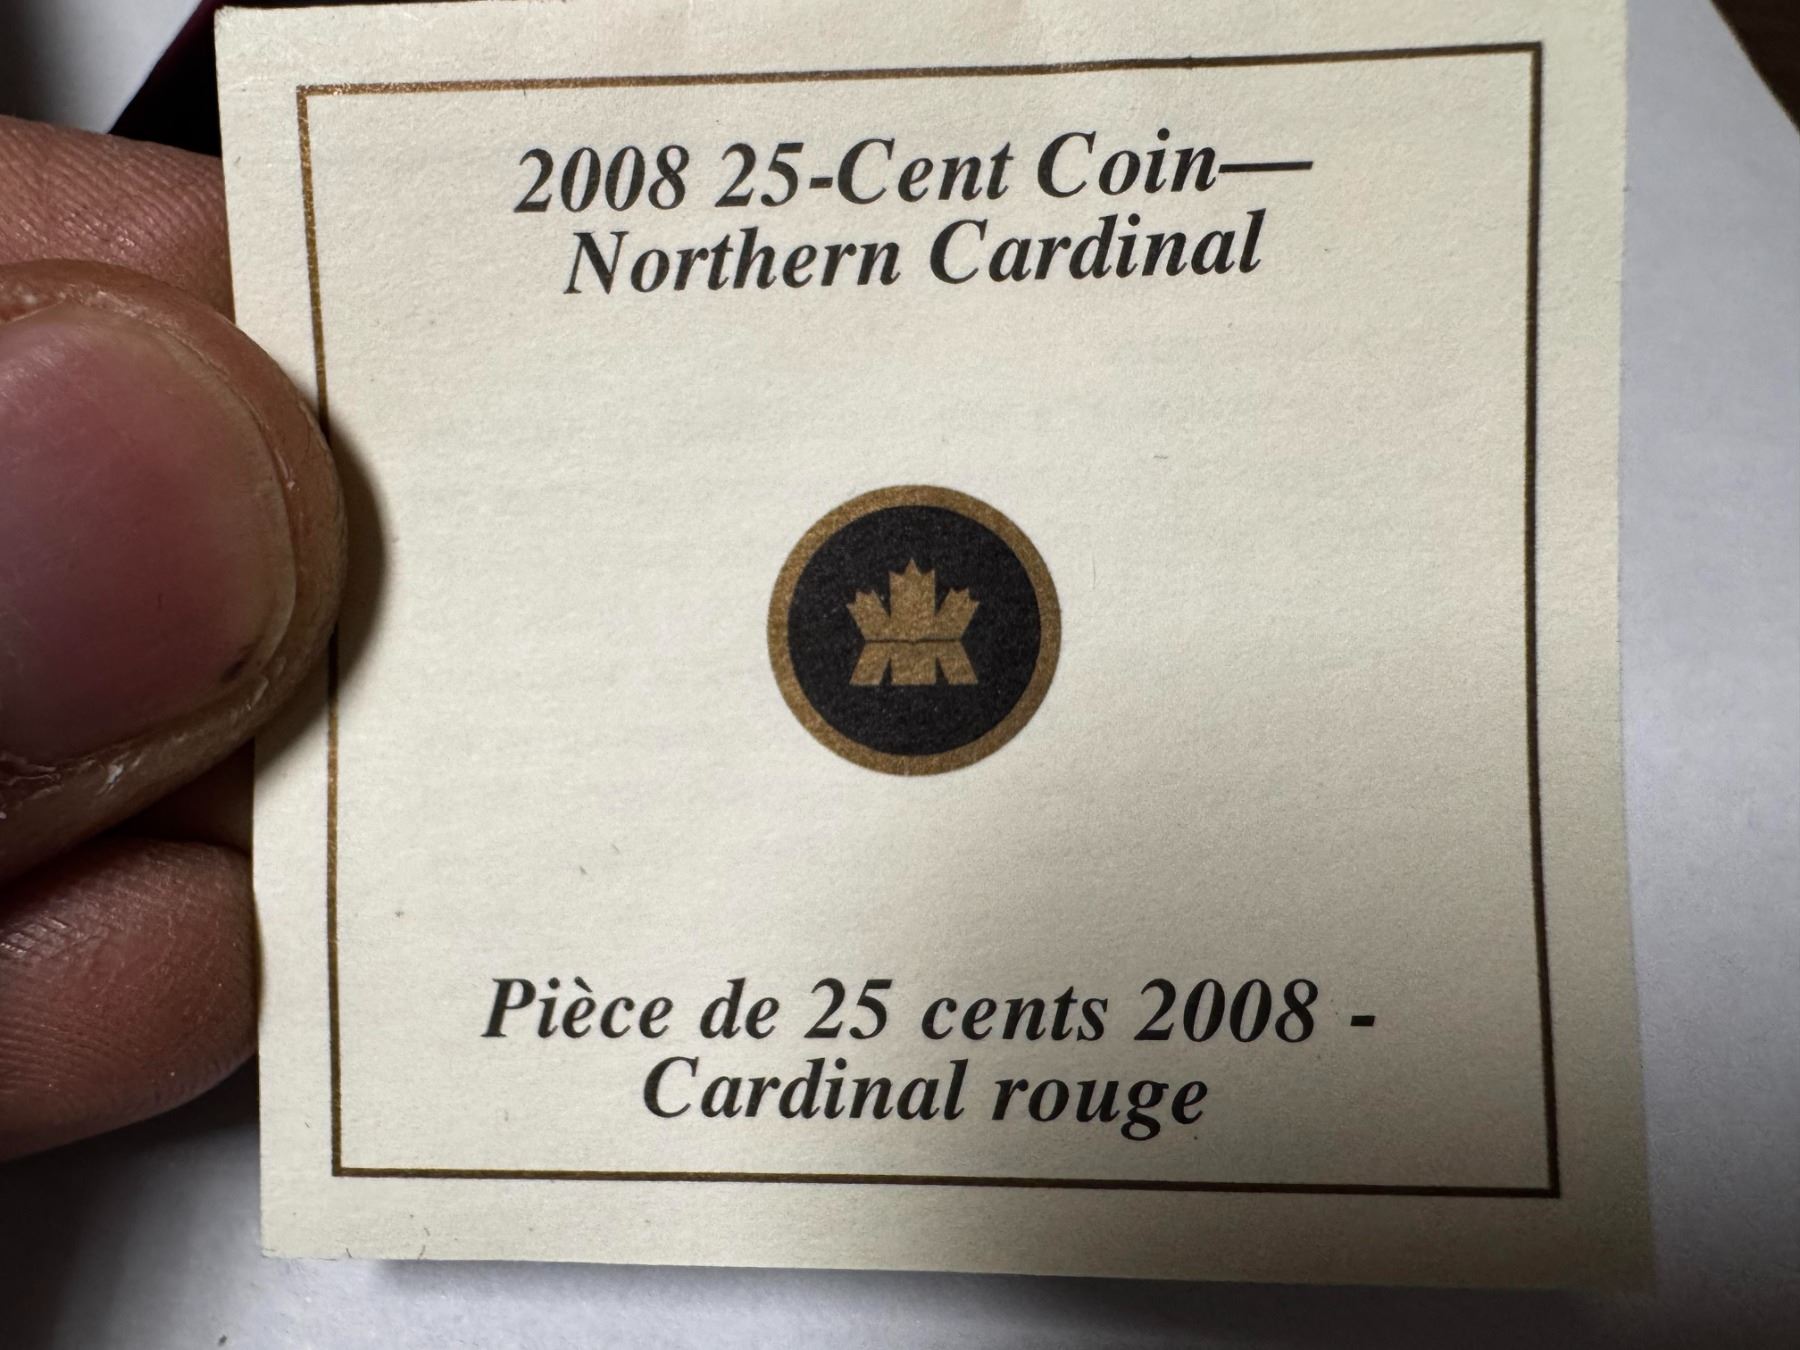 2008 25-Cent Coin—
Northern Cardinal
Pièce de 25 cents 2008 -
Cardinal rouge